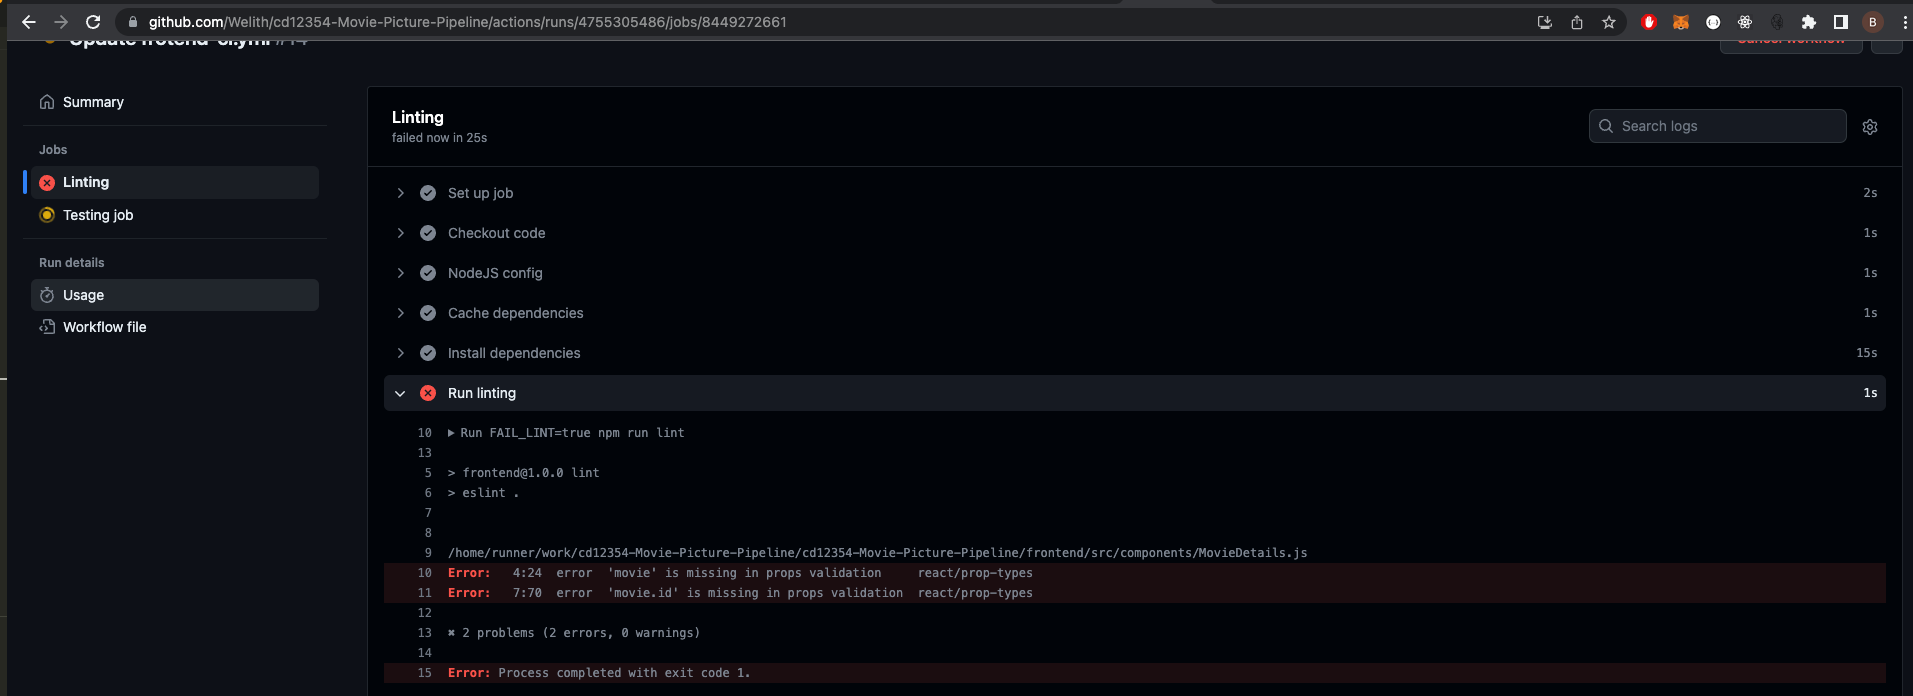 github.com/Welith/cd12354-Movie-Picture-Pipeline/actions/runs/4755305486/jobs/8449272661
B
Update frotend-ci.yml #14
Cancel workflow
Summary
Jobs
Linting
Testing job
Run details
Usage
Workflow file
Linting
failed now in 25s
Search logs
Set up job 2s
Checkout code 1s
NodeJS config 1s
Cache dependencies 1s
Install dependencies 15s
Run linting 1s
10 Run FAIL_LINT=true npm run lint
13
5 > frontend@1.0.0 lint
6 > eslint .
7
8
9 /home/runner/work/cd12354-Movie-Picture-Pipeline/cd12354-Movie-Picture-Pipeline/frontend/src/components/MovieDetails.js
10 Error: 4:24 error 'movie' is missing in props validation react/prop-types
11 Error: 7:70 error 'movie.id' is missing in props validation react/prop-types
12
13 ✖ 2 problems (2 errors, 0 warnings)
14
15 Error: Process completed with exit code 1.